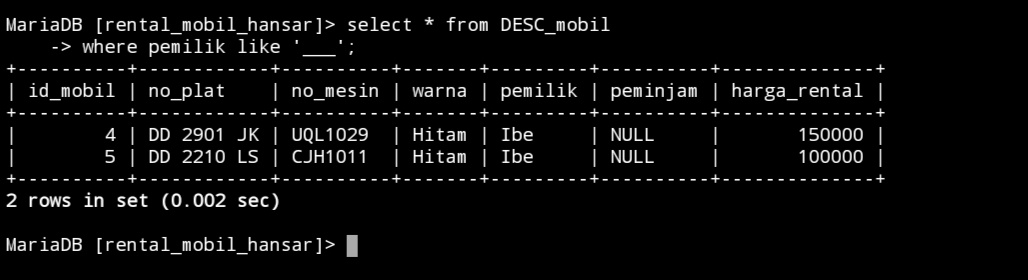 MariaDB [rental_mobil_hansar]> select * from DESC_mobil
    -> where pemilik like '___';
+----------+------------+----------+-------+---------+----------+--------------+
| id_mobil | no_plat    | no_mesin | warna | pemilik | peminjam | harga_rental |
+----------+------------+----------+-------+---------+----------+--------------+
|        4 | DD 2901 JK | UQL1029  | Hitam | Ibe     | NULL     |       150000 |
|        5 | DD 2210 LS | CJH1011  | Hitam | Ibe     | NULL     |       100000 |
+----------+------------+----------+-------+---------+----------+--------------+
2 rows in set (0.002 sec)

MariaDB [rental_mobil_hansar]>